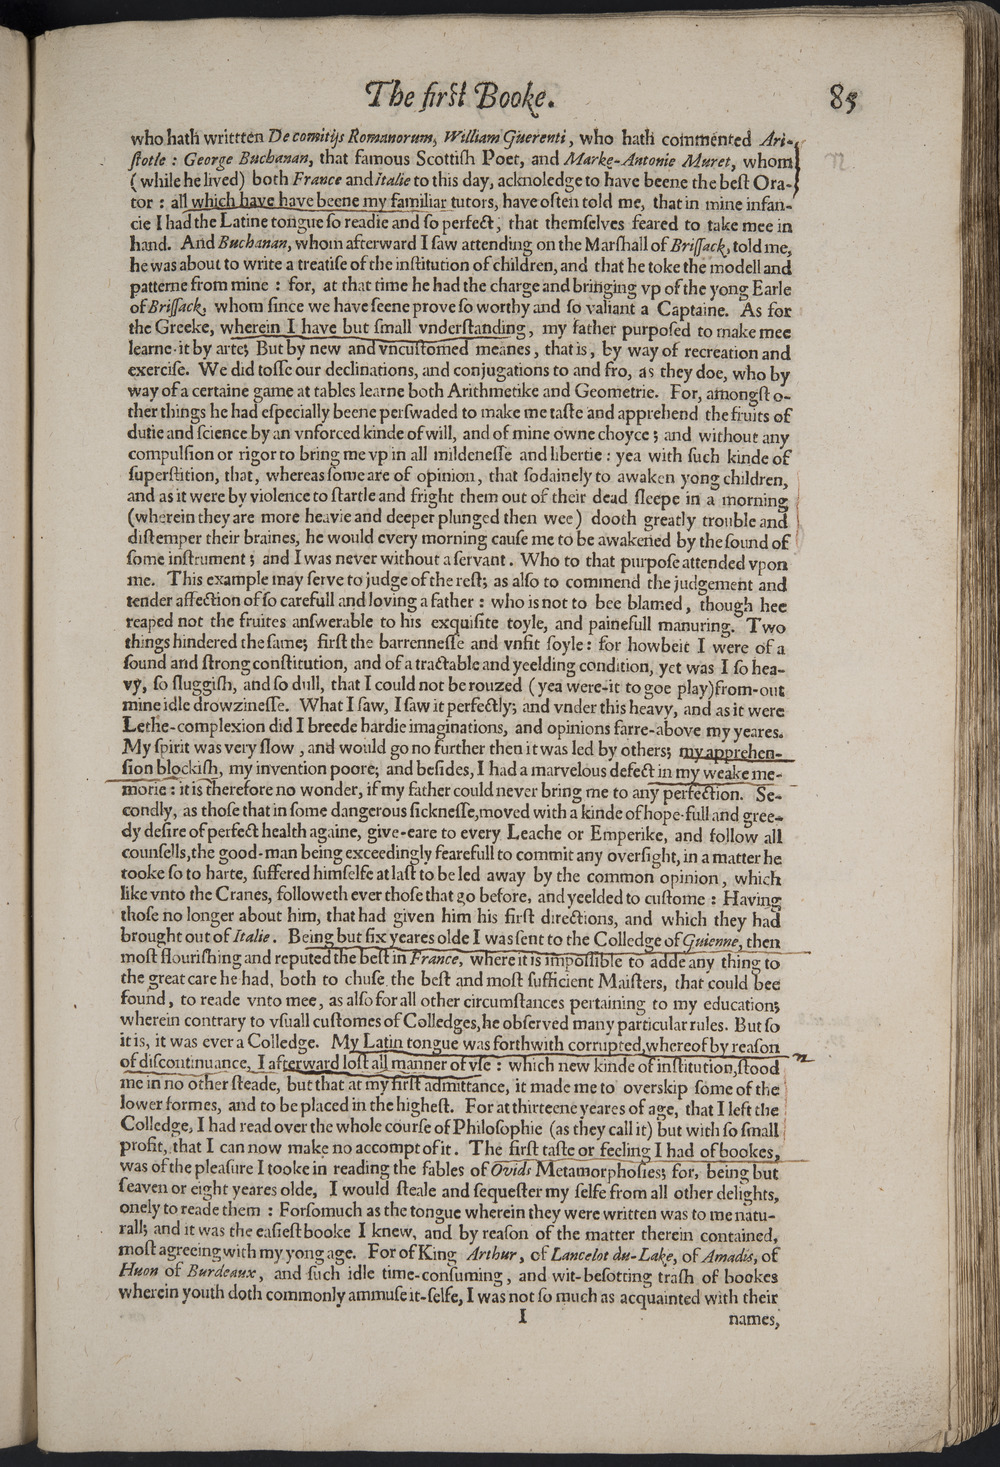 The firſt Booke. 85
who hath writtten De comitijs Romanorum, William Guerenti, who hath commented Ari-
ſtotle : George Buchanan, that famous Scottiſh Poet, and Marke-Antonie Muret, whom
(while he lived) both France and Italie to this day, acknoledge to have beene the beſt Ora-
tor : all which have have beene my familiar tutors, have often told me, that in mine infan-
cie I had the Latine tongue ſo readie and ſo perfect, that themſelves feared to take mee in
hand. And Buchanan, whom afterward I ſaw attending on the Marſhall of Briſſack, told me,
he was about to write a treatiſe of the inſtitution of children, and that he toke the modell and
patterne from mine : for, at that time he had the charge and bringing vp of the yong Earle
of Briſſack, whom ſince we have ſeene prove ſo worthy and ſo valiant a Captaine. As for
the Greeke, wherein I have but ſmall vnderſtanding, my father purpoſed to make mee
learne-it by arte; But by new and vncuſtomed meanes, that is, by way of recreation and
exerciſe. We did toſſe our declinations, and conjugations to and fro, as they doe, who by
way of a certaine game at tables learne both Arithmetike and Geometrie. For, amongſt o-
ther things he had eſpecially beene perſwaded to make me taſte and apprehend the fruits of
dutie and ſcience by an vnforced kinde of will, and of mine owne choyce ; and without any
compulſion or rigor to bring me vp in all mildeneſſe and libertie : yea with ſuch kinde of
ſuperſtition, that, whereas ſome are of opinion, that ſodainely to awaken yong children,
and as it were by violence to ſtartle and fright them out of their dead ſleepe in a morning
(wherein they are more heavie and deeper plunged then wee) dooth greatly trouble and
diſtemper their braines, he would every morning cauſe me to be awakened by the ſound of
ſome inſtrument ; and I was never without a ſervant. Who to that purpoſe attended vpon
me. This example may ſerve to judge of the reſt; as alſo to commend the judgement and
tender affection of ſo carefull and loving a father : who is not to bee blamed, though hee
reaped not the fruites anſwerable to his exquiſite toyle, and painefull manuring. Two
things hindered the ſame; firſt the barrenneſſe and vnfit ſoyle : for howbeit I were of a
ſound and ſtrong conſtitution, and of a tractable and yeelding condition, yet was I ſo hea-
vy, ſo ſluggiſh, and ſo dull, that I could not be rouzed (yea were-it to goe play) from-out
mine idle drowzineſſe. What I ſaw, I ſaw it perfectly; and vnder this heavy, and as it were
Lethe-complexion did I breede hardie imaginations, and opinions farre-above my yeares.
My ſpirit was very ſlow, and would go no further then it was led by others; my apprehen-
ſion blockiſh, my invention poore; and beſides, I had a marvelous defect in my weake me-
morie : it is therefore no wonder, if my father could never bring me to any perfection. Se-
condly, as thoſe that in ſome dangerous ſickneſſe, moved with a kinde of hope-full and gree-
dy deſire of perfect health againe, give-eare to every Leache or Emperike, and follow all
counſells, the good-man being exceedingly fearefull to commit any overſight, in a matter he
tooke ſo to harte, ſuffered himſelfe at laſt to be led away by the common opinion, which
like vnto the Cranes, followeth ever thoſe that go before, and yeelded to cuſtome : Having
thoſe no longer about him, that had given him his firſt directions, and which they had
brought out of Italie. Being but ſix yeares olde I was ſent to the Colledge of Guienne, then
moſt flouriſhing and reputed the beſt in France, where it is impoſſible to adde any thing to
the great care he had, both to chuſe the beſt and moſt ſufficient Maiſters, that could bee
found, to reade vnto mee, as alſo for all other circumſtances pertaining to my education;
wherein contrary to vſuall cuſtomes of Colledges, he obſerved many particular rules. But ſo
it is, it was ever a Colledge. My Latin tongue was forthwith corrupted, whereof by reaſon
of diſcontinuance, I afterward loſt all manner of vſe : which new kinde of inſtitution, ſtood
me in no other ſteade, but that at my firſt admittance, it made me to overskip ſome of the
lower formes, and to be placed in the higheſt. For at thirteene yeares of age, that I left the
Colledge, I had read over the whole courſe of Philoſophie (as they call it) but with ſo ſmall
profit, that I can now make no accompt of it. The firſt taſte or feeling I had of bookes,
was of the pleaſure I tooke in reading the fables of Ovids Metamorphoſies; for, being but
ſeaven or eight yeares olde, I would ſteale and ſequeſter my ſelfe from all other delights,
onely to reade them : Forſomuch as the tongue wherein they were written was to me natu-
rall; and it was the eaſieſt booke I knew, and by reaſon of the matter therein contained,
moſt agreeing with my yong age. For of King Arthur, of Lancelot du-Lake, of Amadis, of
Huon of Burdeaux, and ſuch idle time-conſuming, and wit-beſotting traſh of bookes
wherein youth doth commonly ammuſe it-ſelfe, I was not ſo much as acquainted with their
I names,